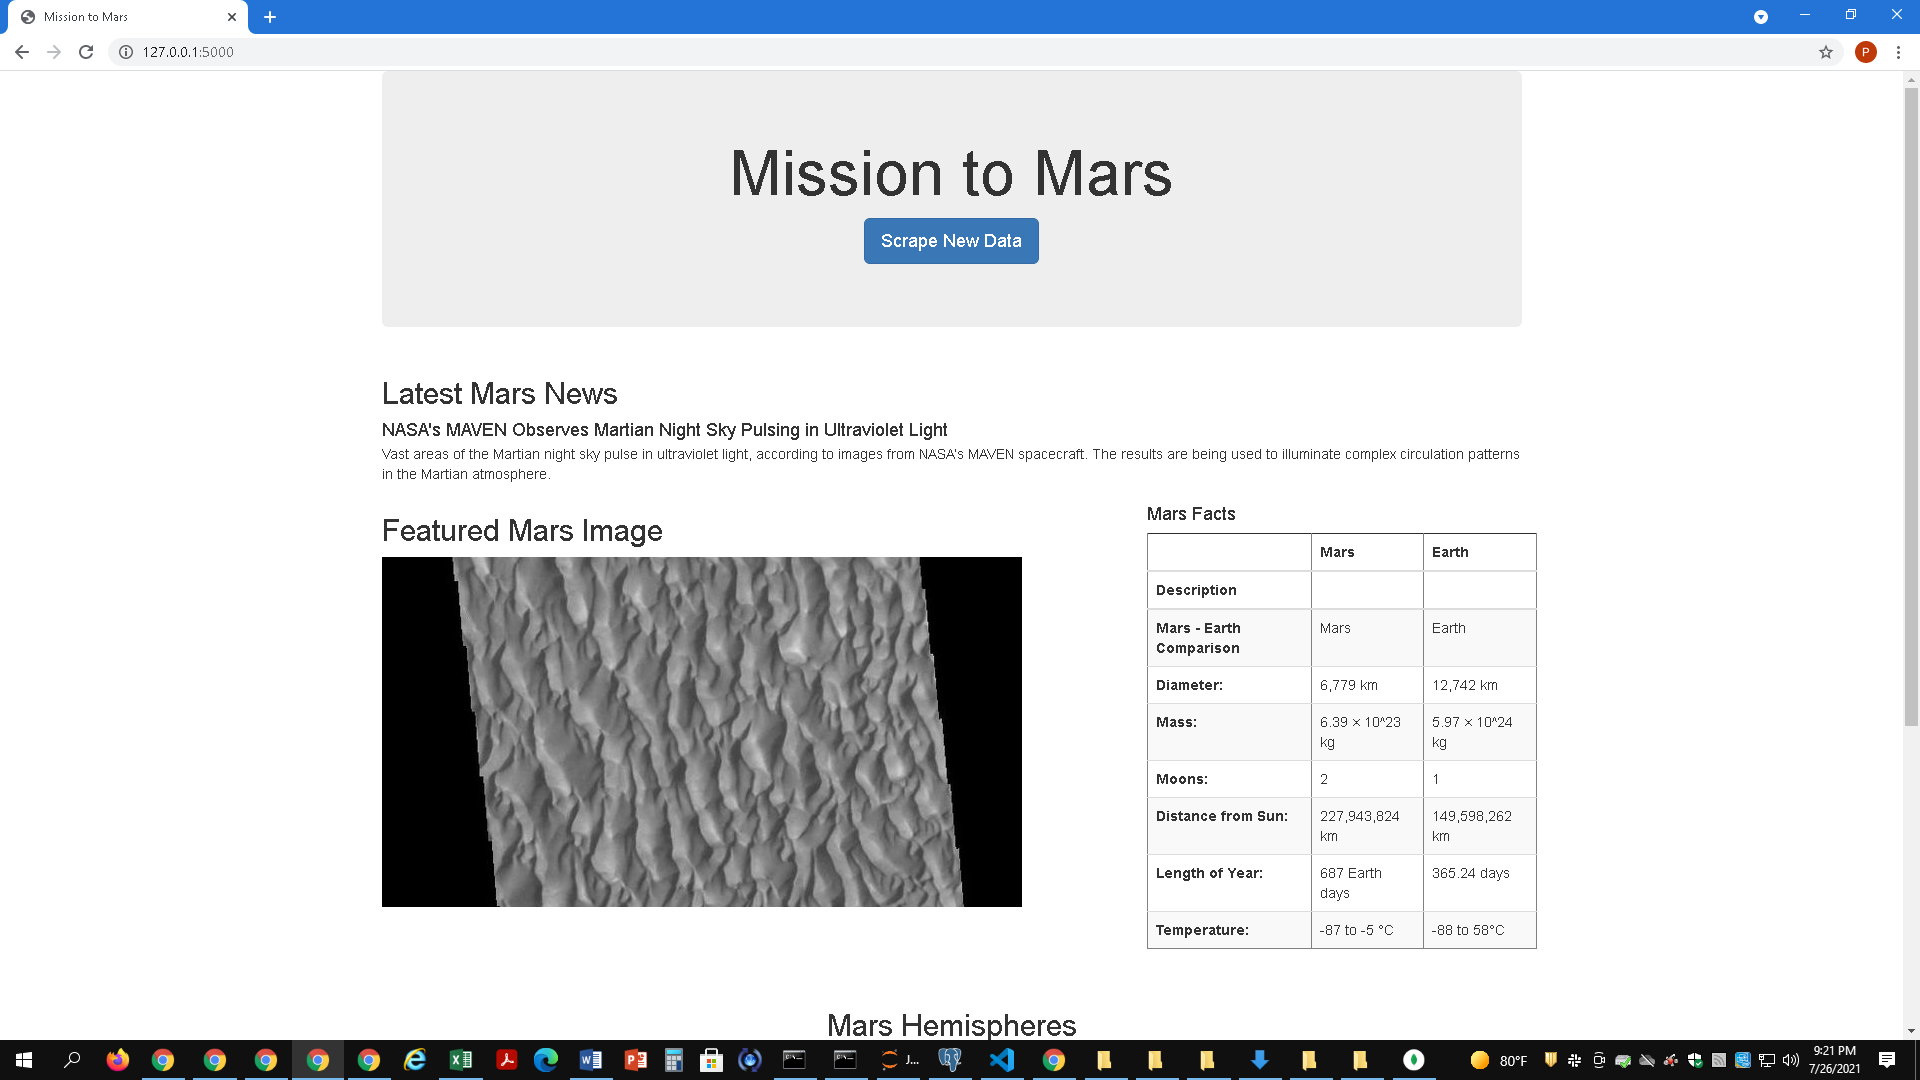 Mission to Mars
127.0.0.1:5000
P
Mission to Mars
Scrape New Data
Latest Mars News
NASA's MAVEN Observes Martian Night Sky Pulsing in Ultraviolet Light
Vast areas of the Martian night sky pulse in ultraviolet light, according to images from NASA's MAVEN spacecraft. The results are being used to illuminate complex circulation patterns
in the Martian atmosphere.
Featured Mars Image
Mars Facts
Mars Earth
Description
Mars - Earth
Comparison
Mars Earth
Diameter: 6,779 km 12,742 km
Mass: 6.39 × 10^23 5.97 × 10^24
kg kg
Moons: 2 1
Distance from Sun: 227,943,824 149,598,262
km km
Length of Year: 687 Earth 365.24 days
days
Temperature: -87 to -5 °C -88 to 58°C
Mars Hemispheres
J...
80°F
9:21 PM
7/26/2021